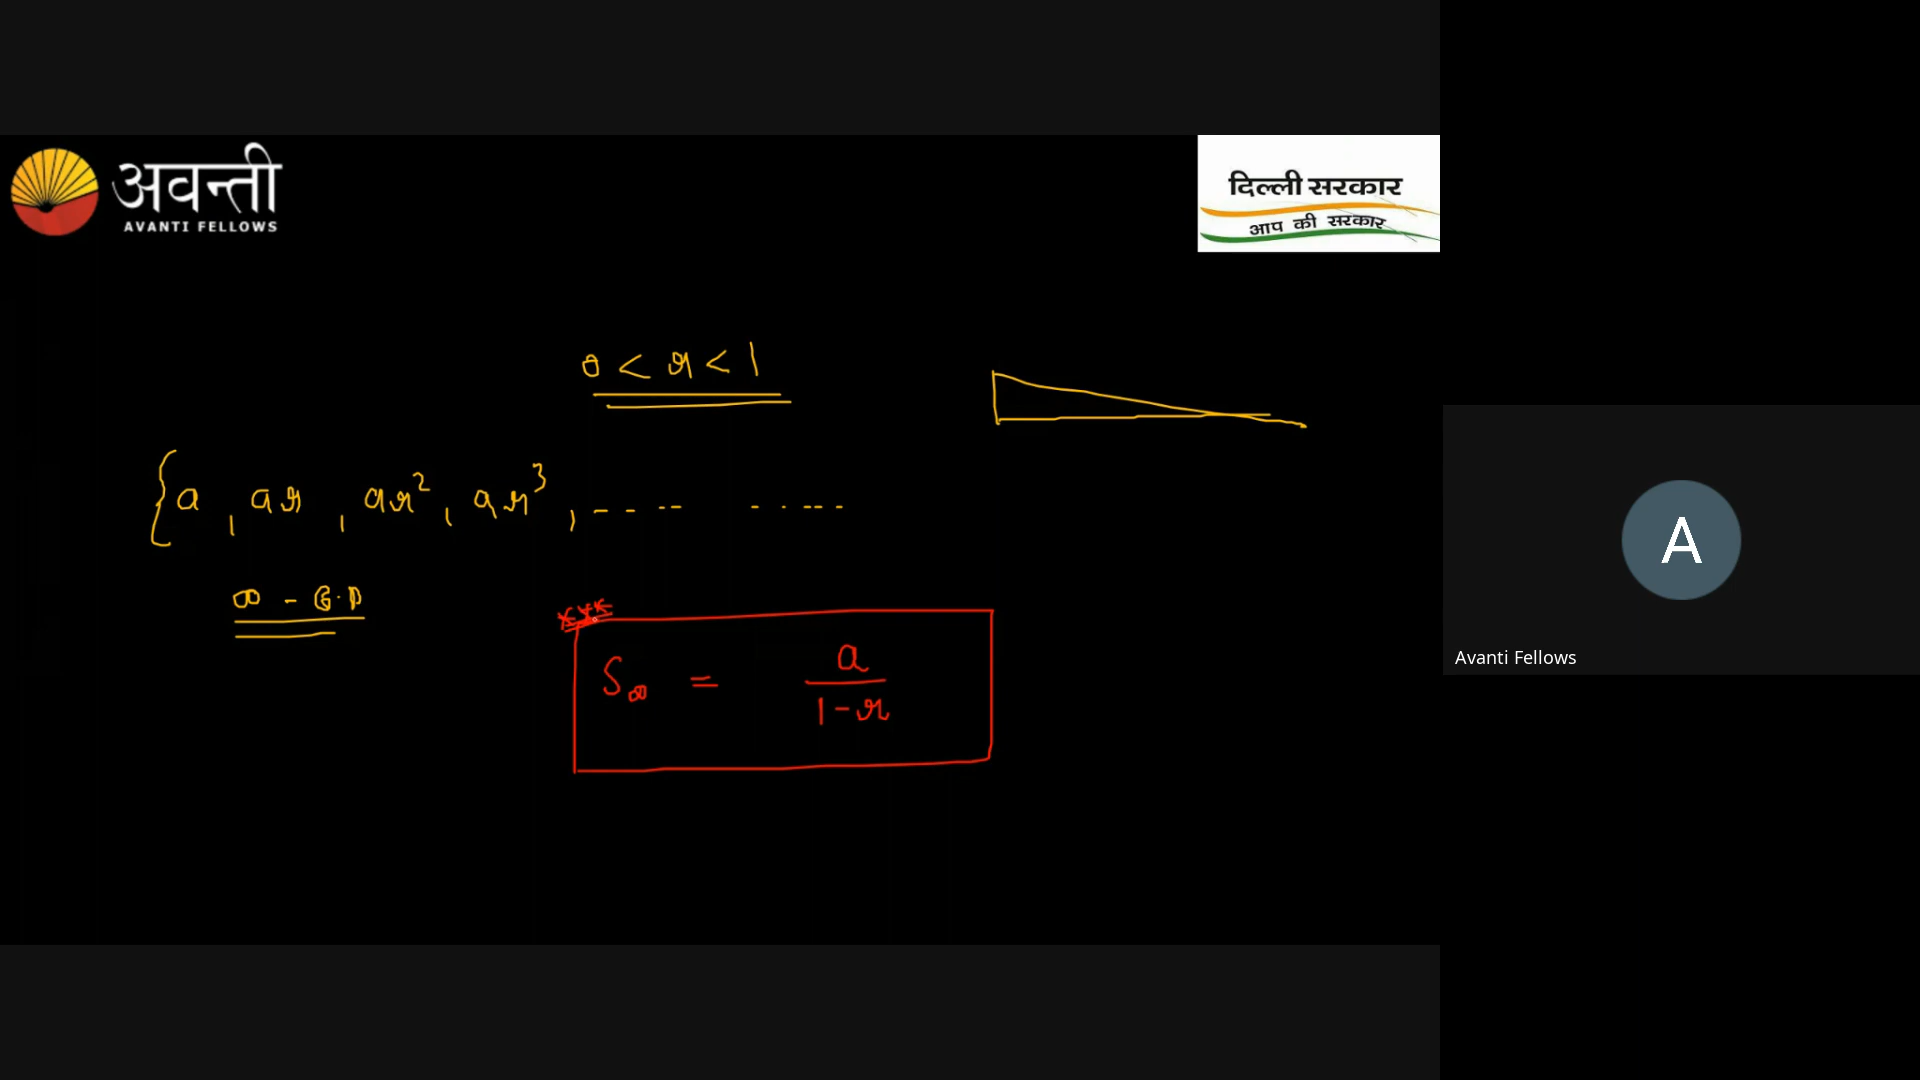 अवन्ती
AVANTI FELLOWS
दिल्ली सरकार
आप की सरकार
0 < r < 1
{a, ar, ar², ar³, ---- -----
∞ - G.P
***
S∞ = a/(1-r)
A
Avanti Fellows